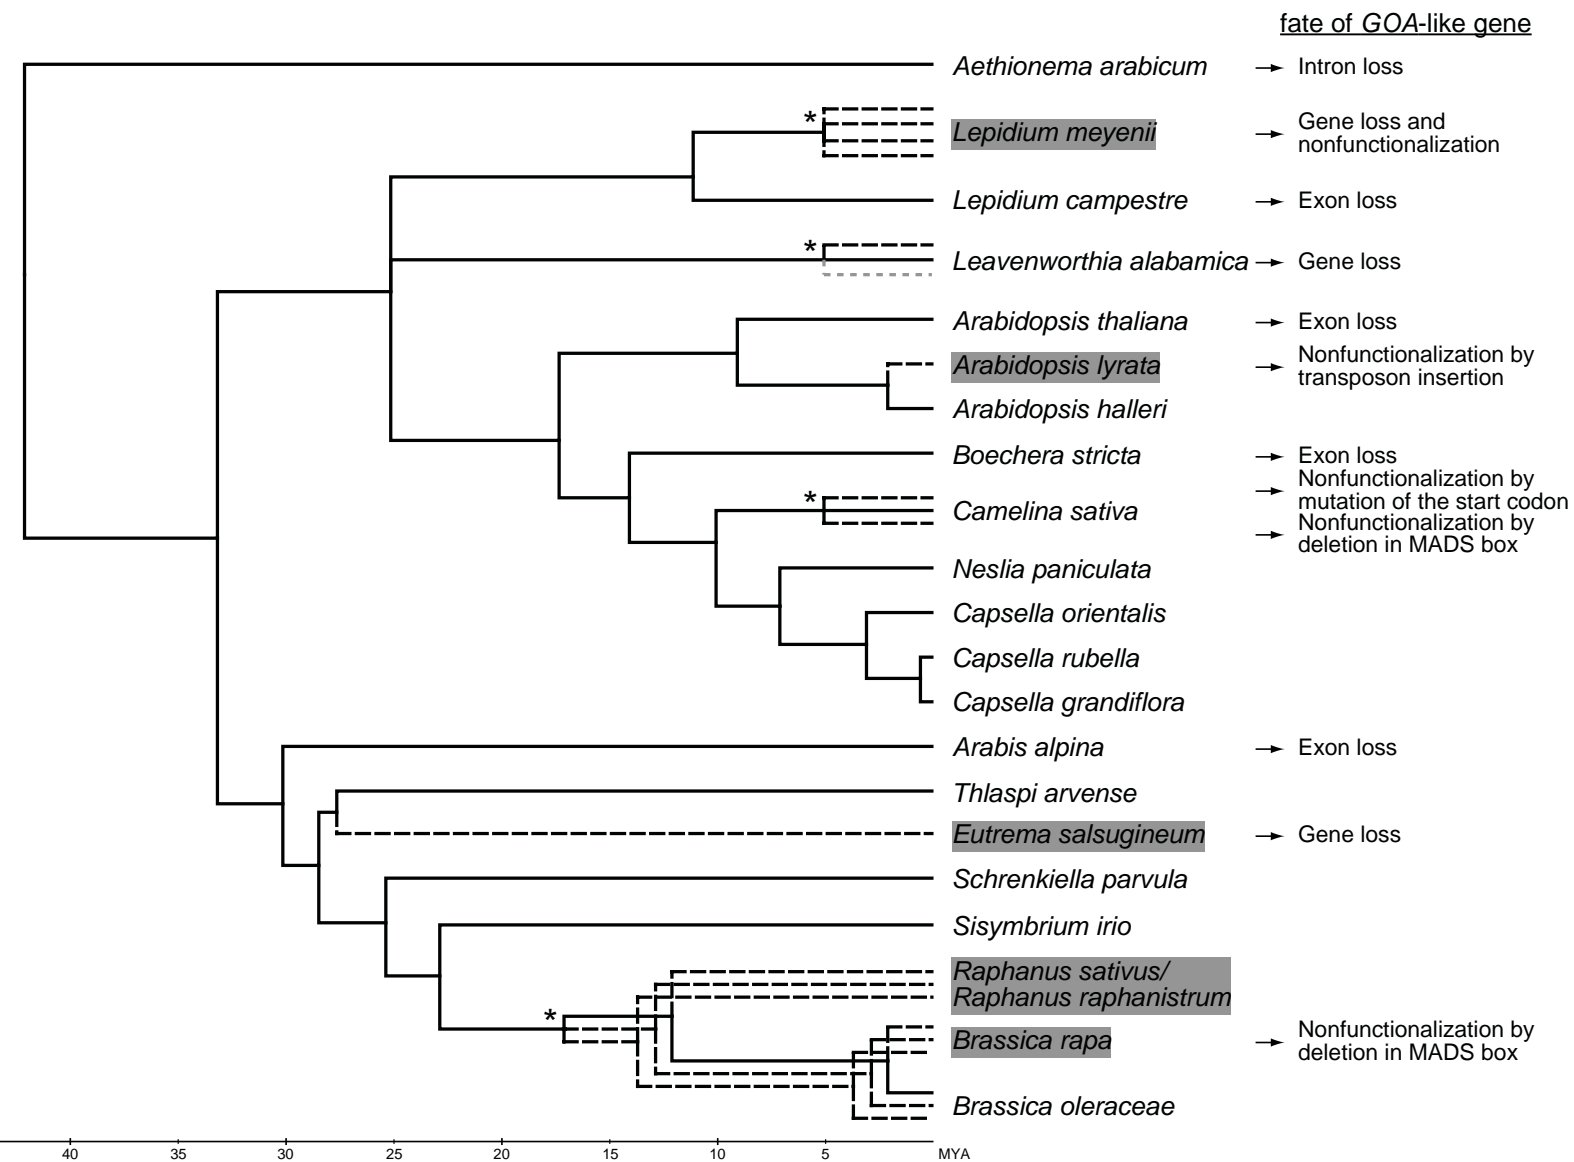 fate of GOA-like gene
Aethionema arabicum
Intron loss
*
Lepidium meyenii
Gene loss and
nonfunctionalization
Lepidium campestre
Exon loss
*
Leavenworthia alabamica
Gene loss
Arabidopsis thaliana
Exon loss
Arabidopsis lyrata
Nonfunctionalization by
transposon insertion
Arabidopsis halleri
Boechera stricta
Exon loss
*
Camelina sativa
Nonfunctionalization by
mutation of the start codon
Nonfunctionalization by
deletion in MADS box
Neslia paniculata
Capsella orientalis
Capsella rubella
Capsella grandiflora
Arabis alpina
Exon loss
Thlaspi arvense
Eutrema salsugineum
Gene loss
Schrenkiella parvula
Sisymbrium irio
Raphanus sativus/
Raphanus raphanistrum
*
Brassica rapa
Nonfunctionalization by
deletion in MADS box
Brassica oleraceae
40 35 30 25 20 15 10 5 MYA